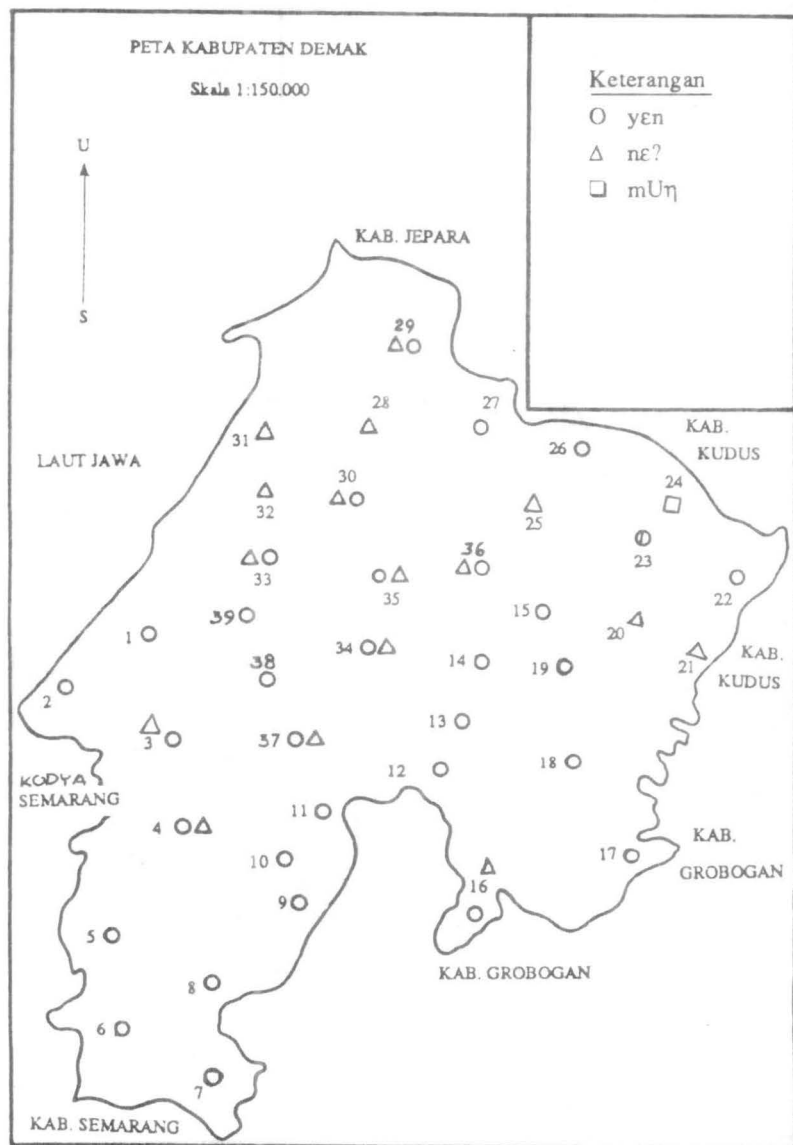 PETA KABUPATEN DEMAK
Skala 1:150.000
Keterangan
yɛn
nɛ?
mUη
U
S
KAB. JEPARA
29
28
27
31
LAUT JAWA
26
KAB.
KUDUS
30
24
32
25
23
36
33
35
22
39
15
20
1
34
14
19
21
KAB.
KUDUS
38
2
3
37
13
12
18
KODYA
SEMARANG
11
4
10
17
KAB.
GROBOGAN
16
9
5
KAB. GROBOGAN
8
6
7
KAB. SEMARANG